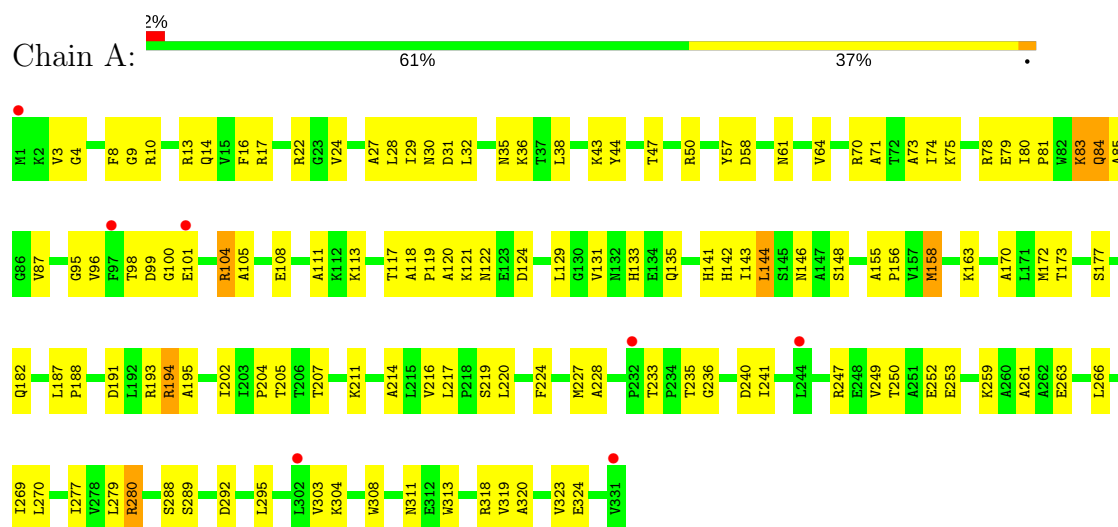 2%
Chain A:
61% 37% •
M1 K2 V3 G4 F8 G9 R10 R13 Q14 V15 F16 R17 R22 G23 V24 A27 L28 I29 N30 D31 L32 N35 K36 T37 L38 K43 Y44 T47 R50 Y57 D58 N61 V64 R70 A71 T72 A73 I74 K75 R78 E79 I80 P81 W82 K83 Q84 A85
G86 V87 G95 V96 F97 T98 D99 G100 E101 R104 A105 E108 A111 K112 K113 T117 A118 P119 A120 K121 N122 E123 D124 L129 G130 V131 N132 H133 E134 Q135 H141 H142 I143 L144 S145 N146 A147 S148 A155 P156 V157 M158 K163 A170 L171 M172 T173 S177
Q182 L187 P188 D191 L192 R193 R194 A195 I202 I203 P204 T205 T206 T207 K211 A214 L215 V216 L217 P218 S219 L220 F224 M227 A228 P232 T233 P234 T235 G236 D240 I241 L244 R247 E248 V249 T250 A251 E252 E253 K259 A260 A261 A262 E263 L266
I269 L270 I277 V278 L279 R280 S288 S289 D292 L295 L302 V303 K304 W308 N311 E312 W313 R318 V319 A320 V323 E324 V331